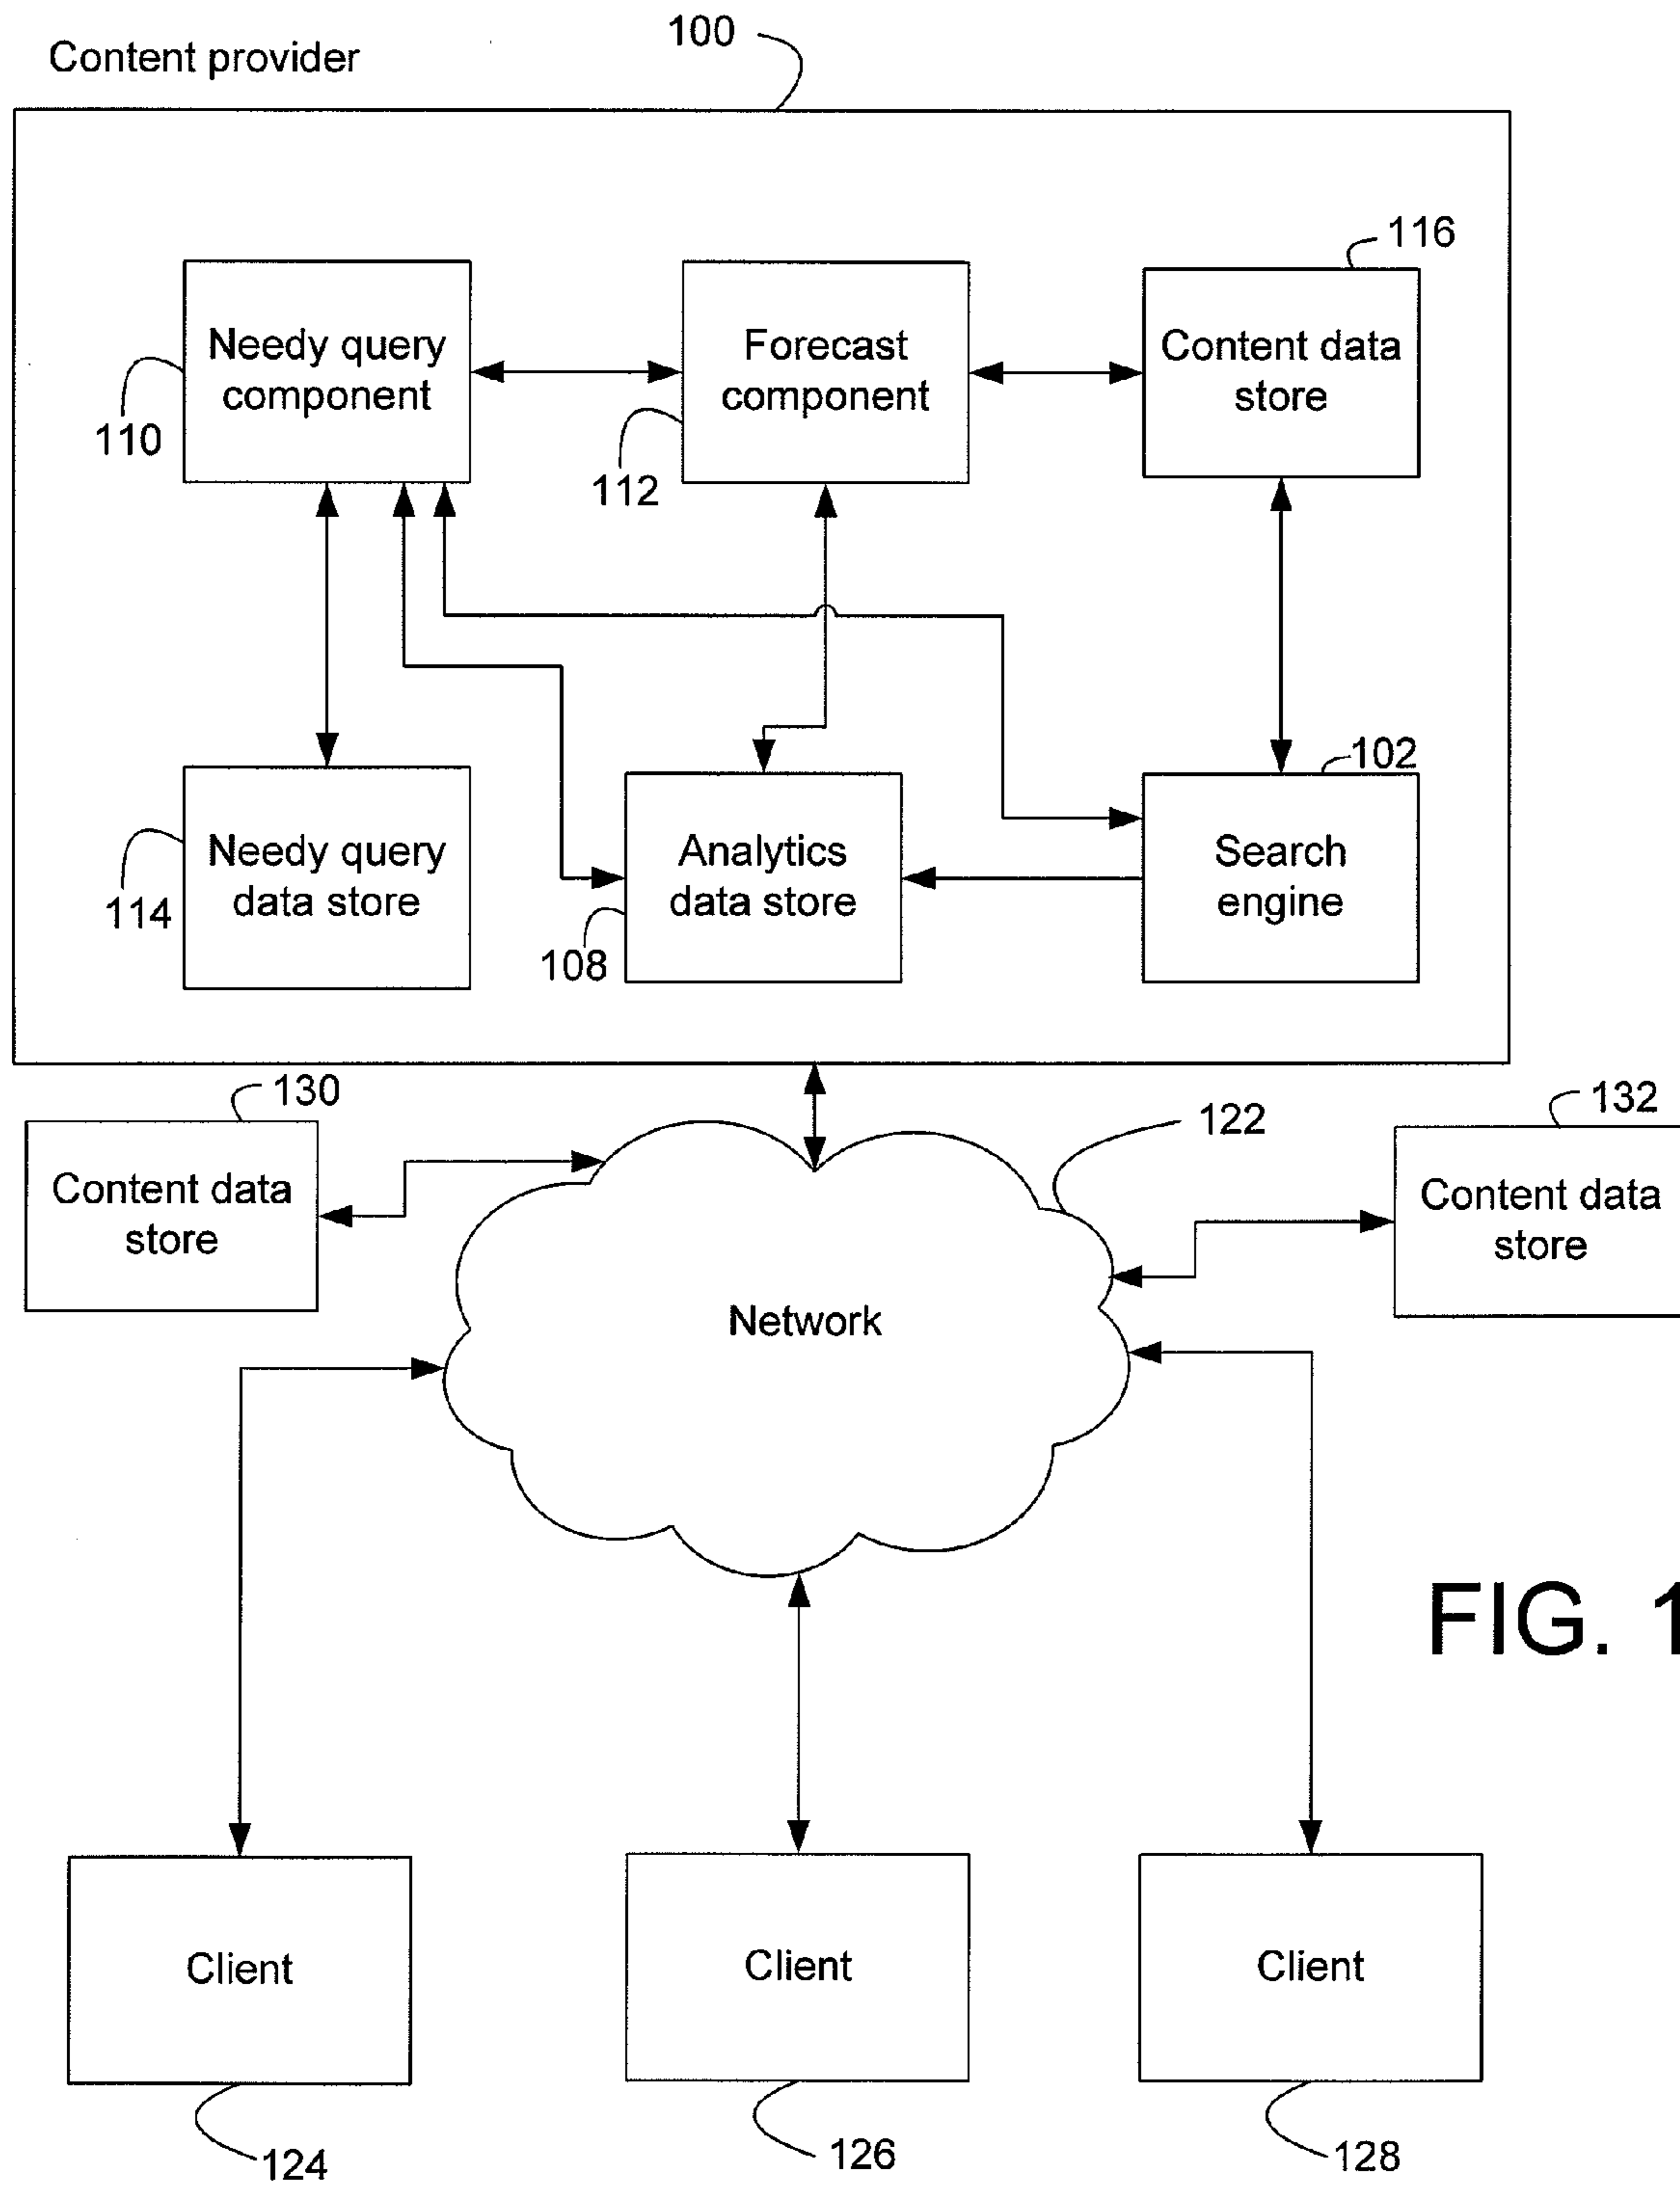 100
Content provider
116
Needy query
component
Forecast
component
Content data
store
110
112
102
Needy query
data store
Analytics
data store
Search
engine
114
108
130
132
122
Content data
store
Content data
store
Network
FIG. 1
Client
Client
Client
124
126
128